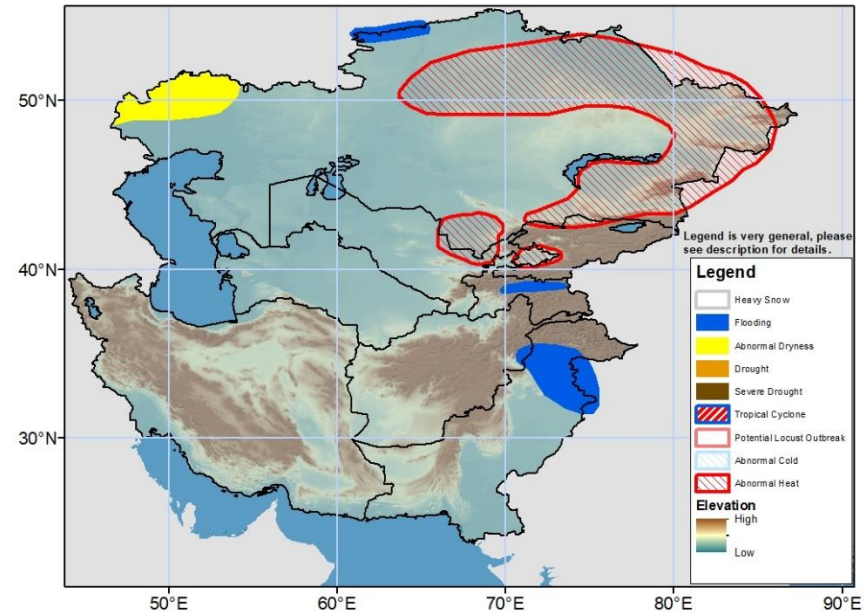 50°N
40°N
30°N
Legend is very general, please
see description for details.
Legend
Heavy Snow
Flooding
Abnormal Dryness
Drought
Severe Drought
Tropical Cyclone
Potential Locust Outbreak
Abnormal Cold
Abnormal Heat
Elevation
High
Low
50°E 60°E 70°E 80°E 90°E